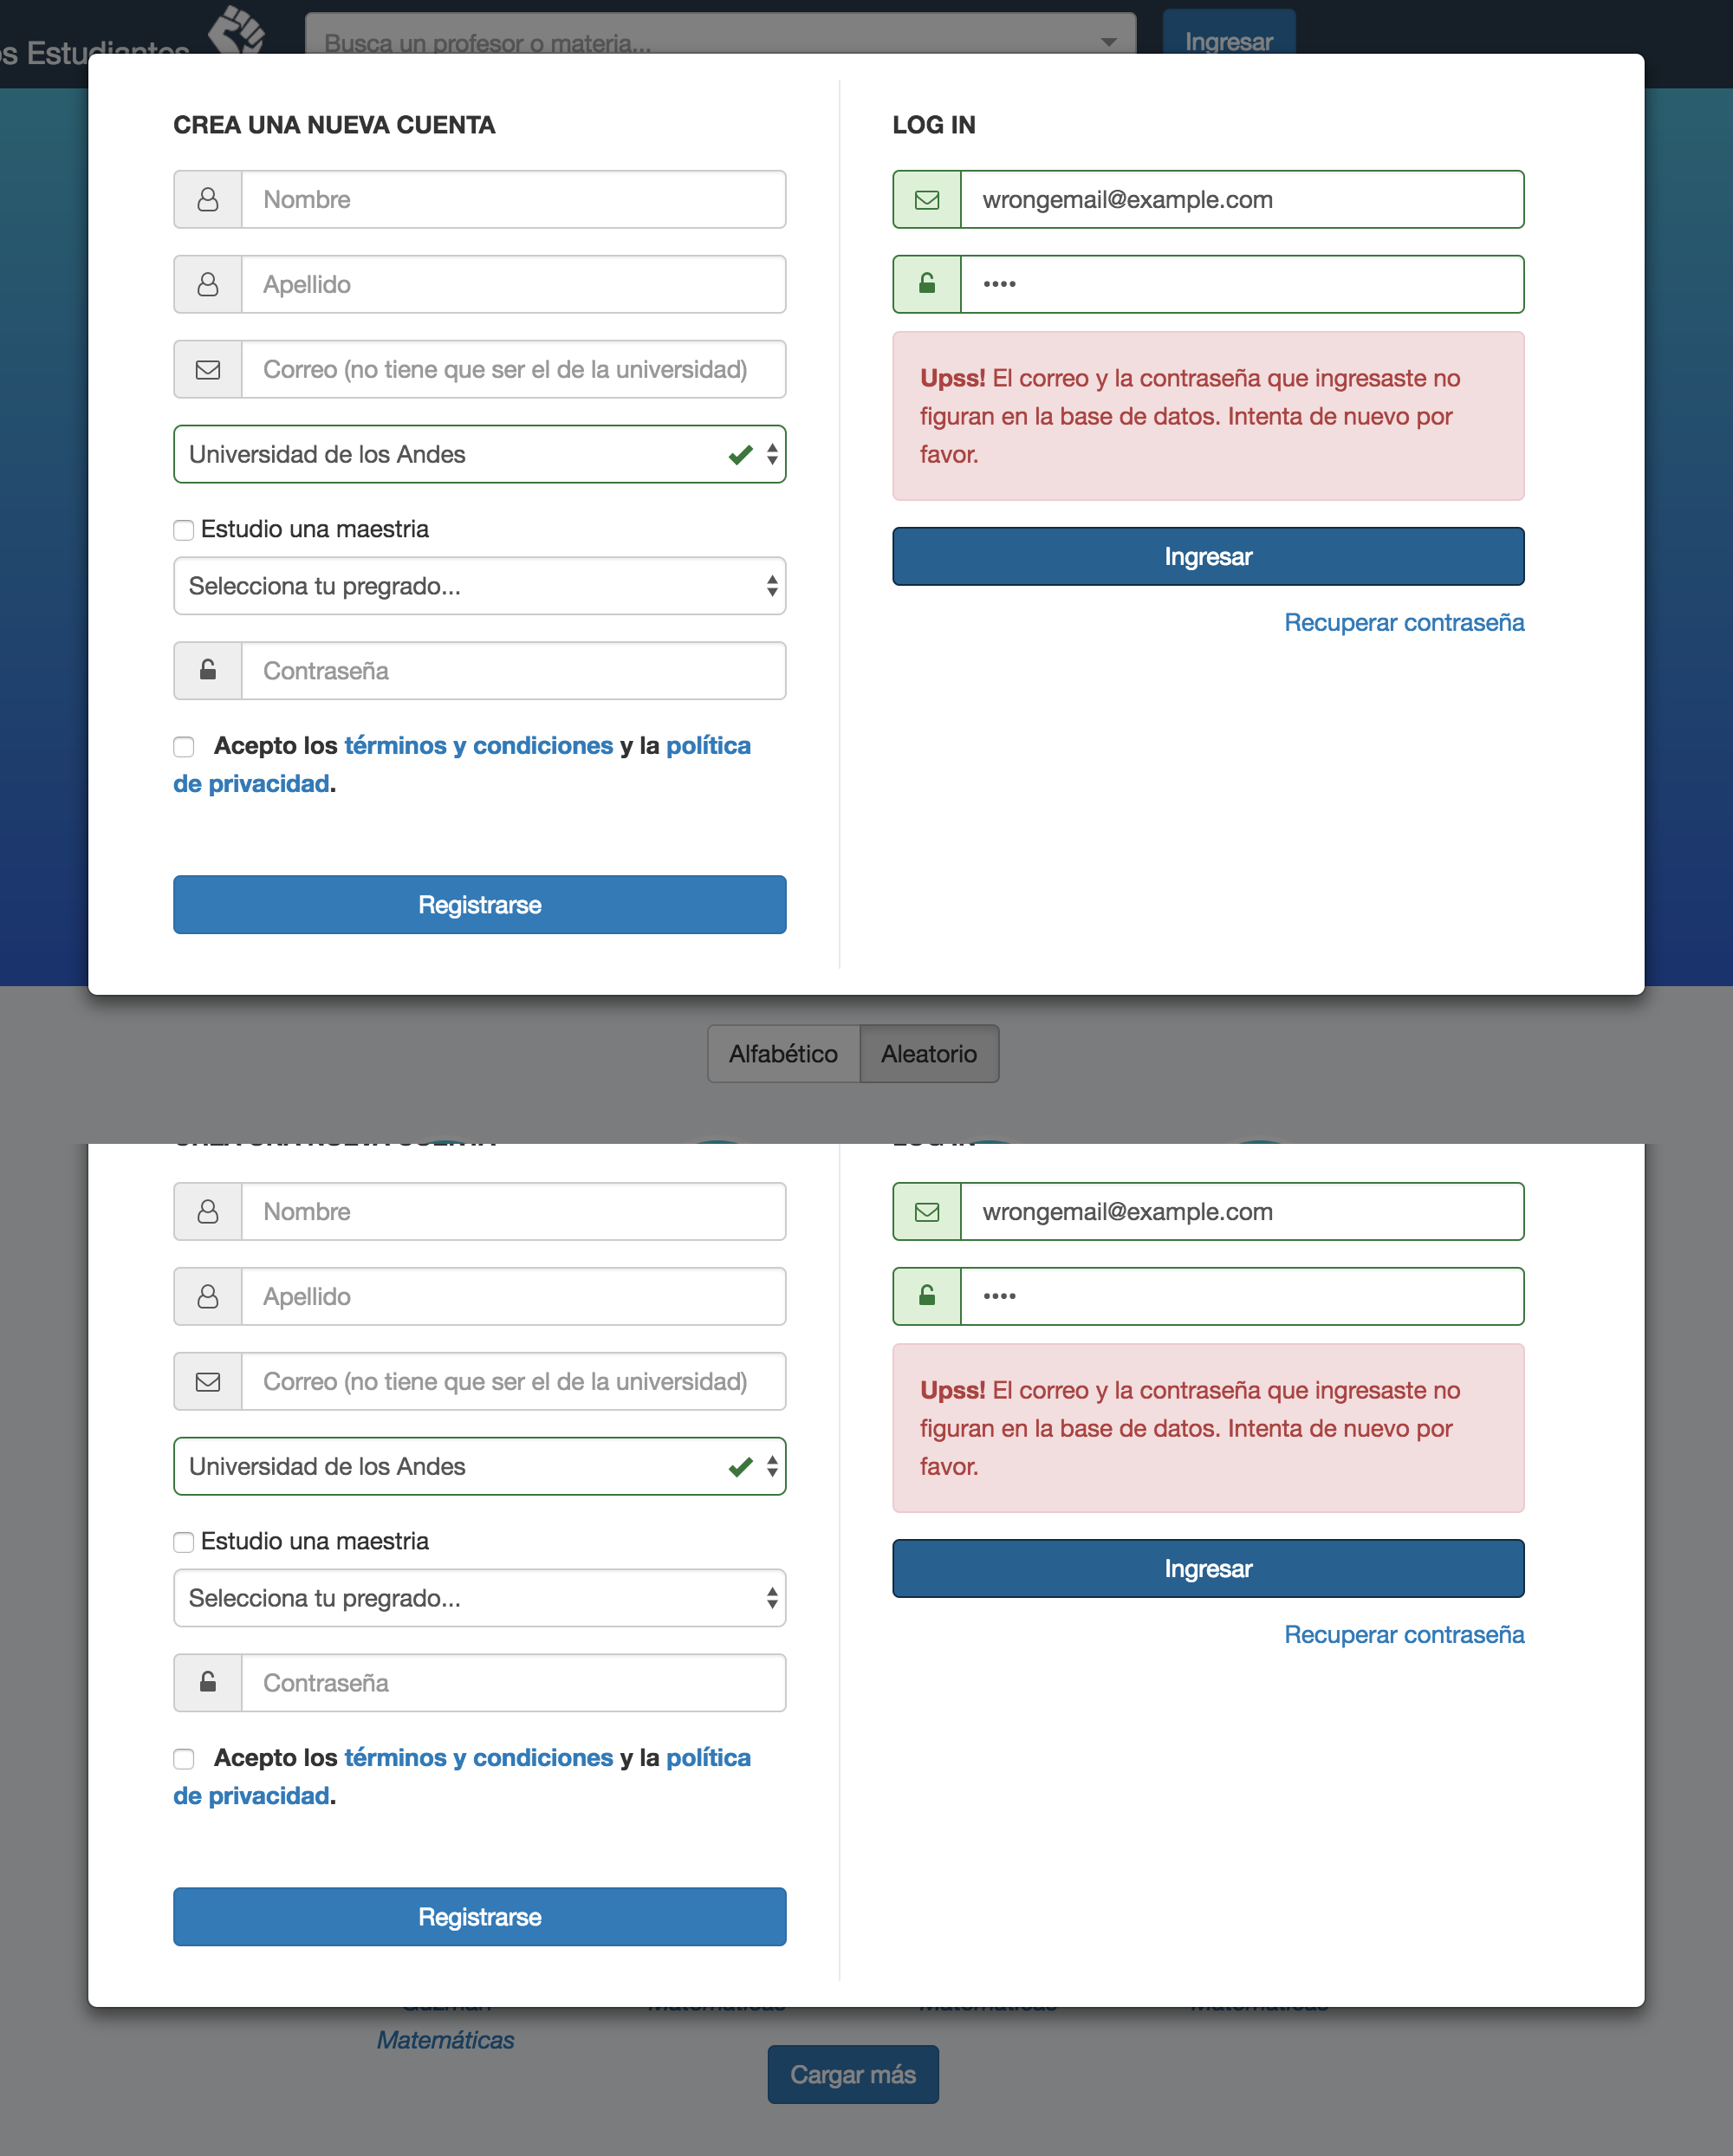 os Estudiantes
Busca un profesor o materia...
Ingresar
CREA UNA NUEVA CUENTA
Nombre
Apellido
Correo (no tiene que ser el de la universidad)
Universidad de los Andes
Estudio una maestria
Selecciona tu pregrado...
Contraseña
Acepto los términos y condiciones y la política
de privacidad.
Registrarse
LOG IN
wrongemail@example.com
••••
Upss! El correo y la contraseña que ingresaste no
figuran en la base de datos. Intenta de nuevo por
favor.
Ingresar
Recuperar contraseña
Alfabético
Aleatorio
Nombre
Apellido
Correo (no tiene que ser el de la universidad)
Universidad de los Andes
Estudio una maestria
Selecciona tu pregrado...
Contraseña
Acepto los términos y condiciones y la política
de privacidad.
Registrarse
wrongemail@example.com
••••
Upss! El correo y la contraseña que ingresaste no
figuran en la base de datos. Intenta de nuevo por
favor.
Ingresar
Recuperar contraseña
Matemáticas
Cargar más